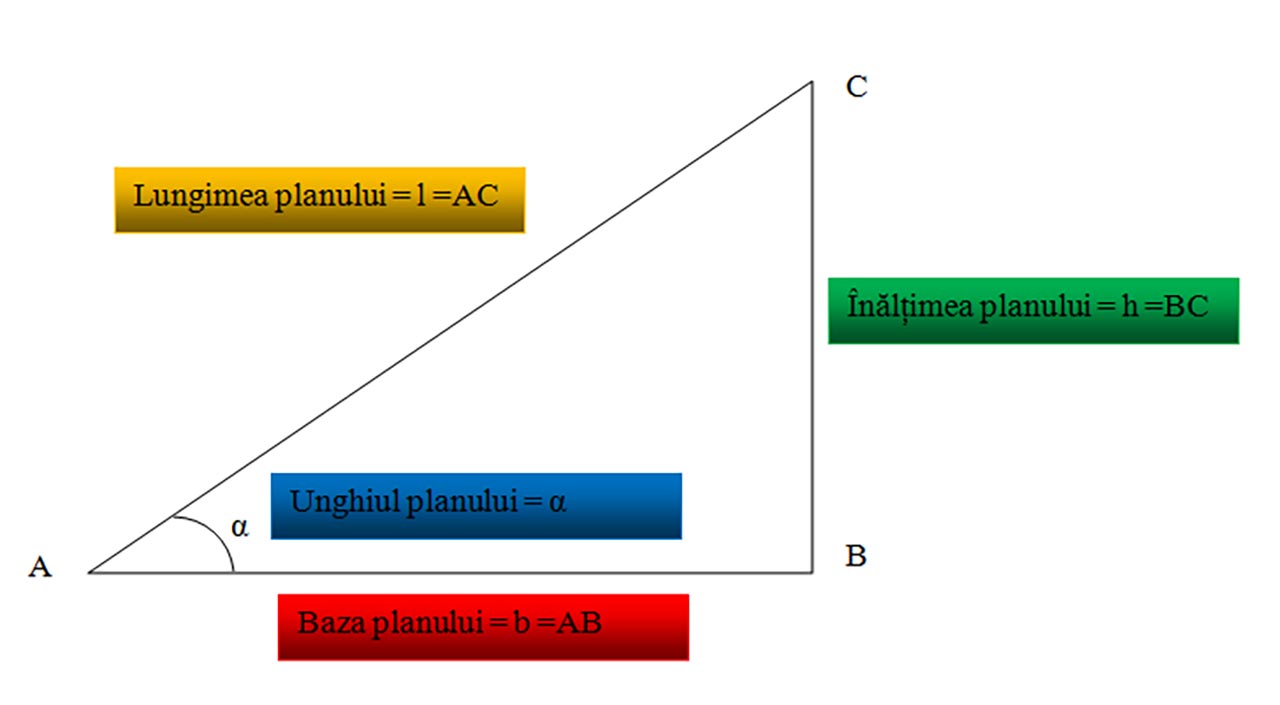 C
Lungimea planului = l =AC
Înălțimea planului = h =BC
Unghiul planului = α
α
A
B
Baza planului = b =AB